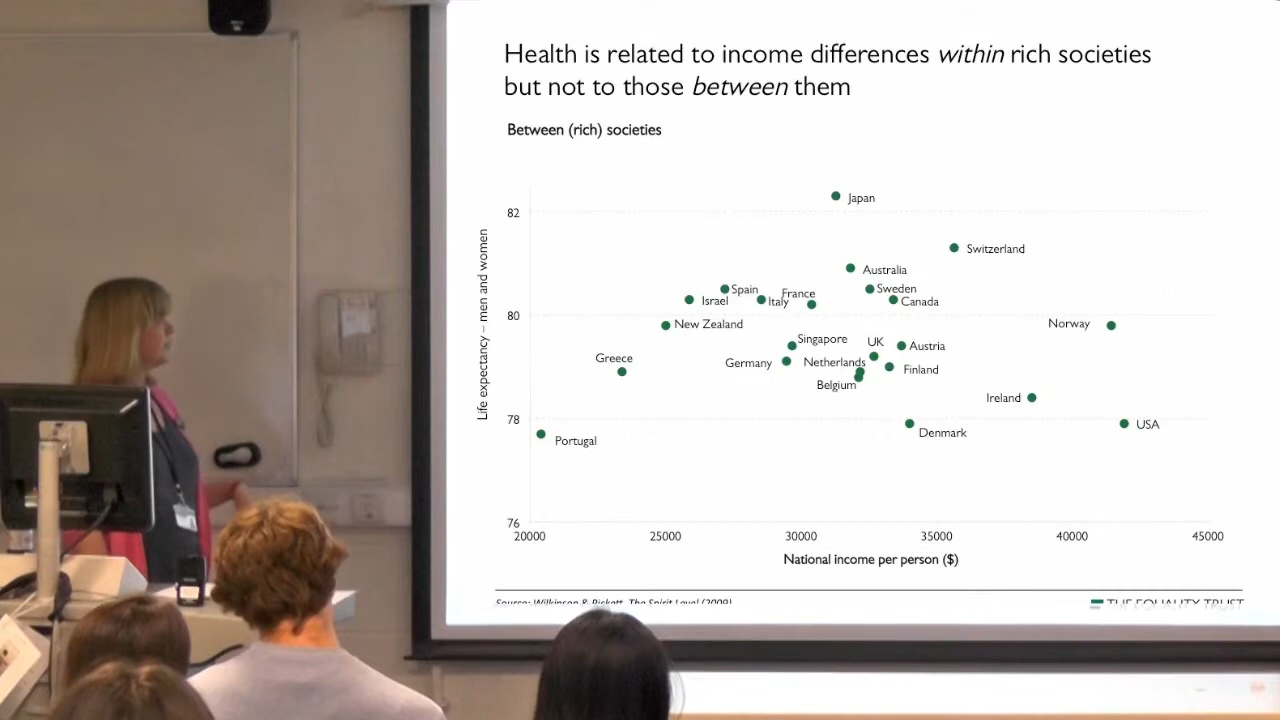 Health is related to income differences within rich societies
but not to those between them
Between (rich) societies
Life expectancy – men and women
82
80
78
76
Japan
Switzerland
Australia
Spain
France
Sweden
Israel
Italy
Canada
New Zealand
Norway
Singapore
UK
Austria
Greece
Germany
Netherlands
Finland
Belgium
Ireland
USA
Denmark
Portugal
20000
25000
30000
35000
40000
45000
National income per person ($)
Source: Wilkinson & Pickett, The Spirit Level (2009)
THE EQUALITY TRUST